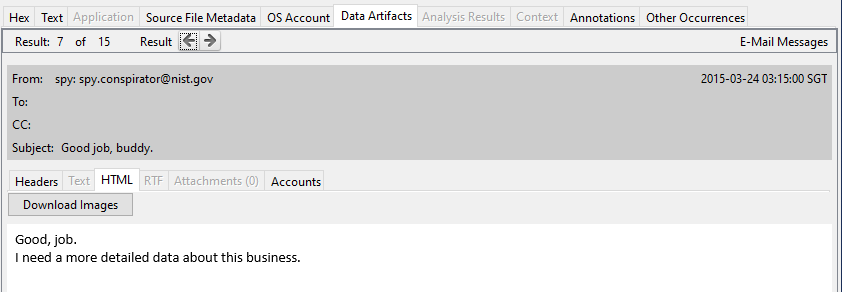 Hex Text Application Source File Metadata OS Account Data Artifacts Analysis Results Context Annotations Other Occurrences
Result: 7 of 15 Result E-Mail Messages
From: spy: spy.conspirator@nist.gov 2015-03-24 03:15:00 SGT
To:
CC:
Subject: Good job, buddy.
Headers Text HTML RTF Attachments (0) Accounts
Download Images
Good, job.
I need a more detailed data about this business.